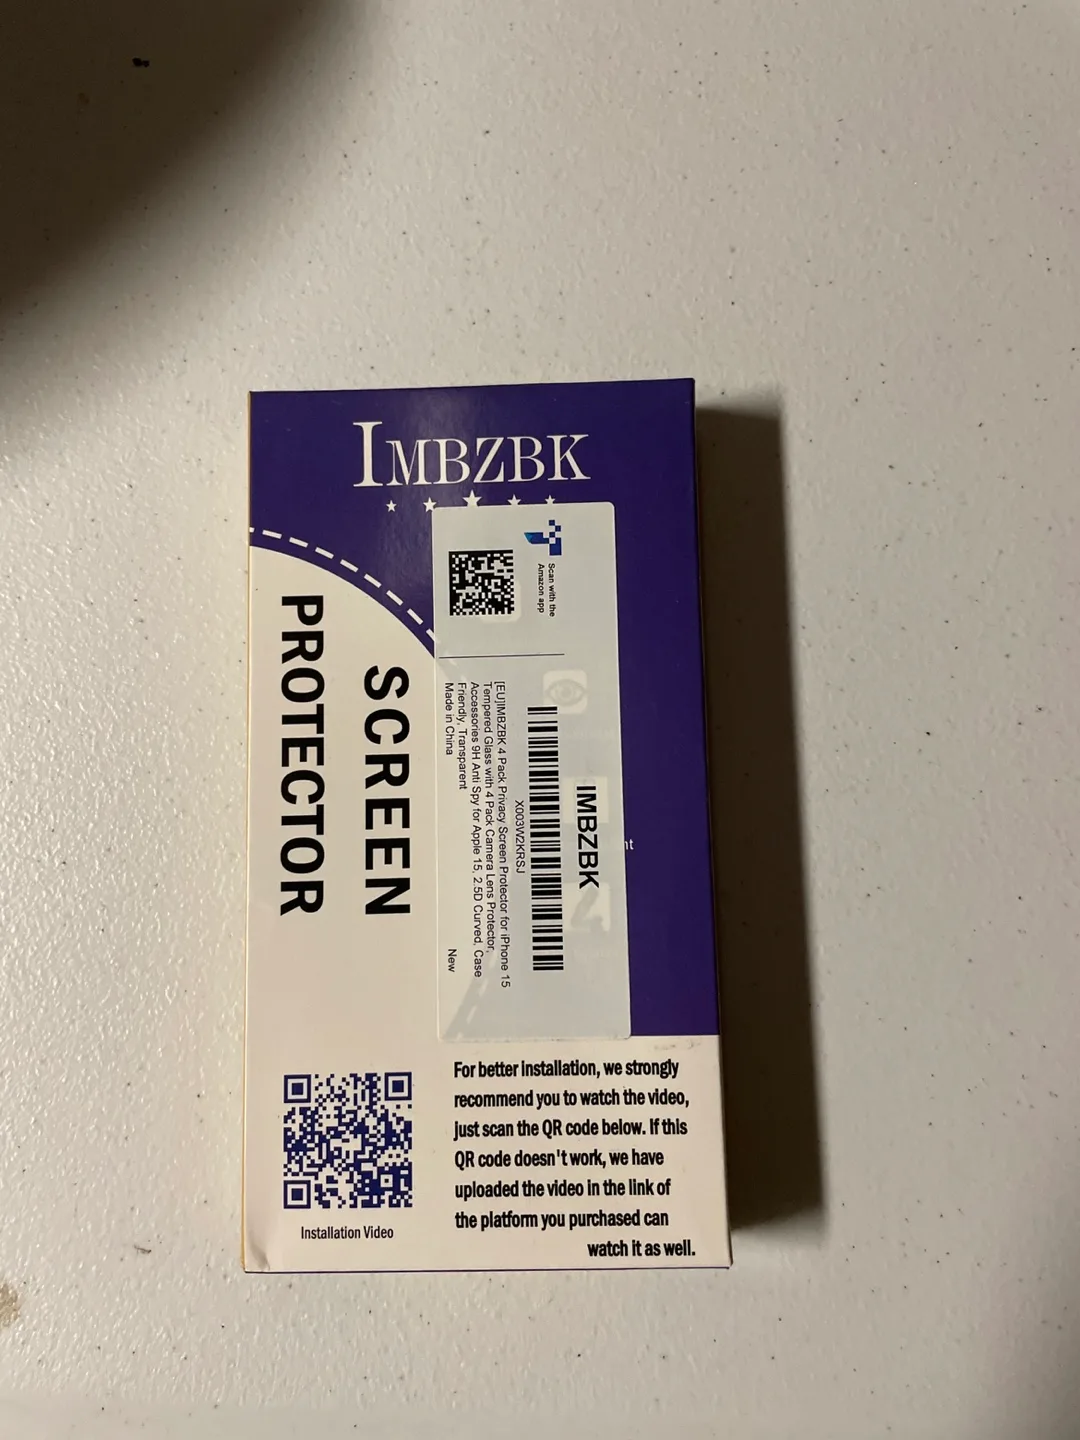 IMBZBK
SCREEN
PROTECTOR
Scan with the
Amazon app
IMBZBK
X003W2KRSJ
[EU]IMBZBK 4 Pack Privacy Screen Protector for iPhone 15
Tempered Glass with 4 Pack Camera Lens Protector,
Accessories 9H Anti Spy for Apple 15, 2.5D Curved, Case
Friendly, Transparent
Made in China
New
nt
For better installation, we strongly
recommend you to watch the video,
just scan the QR code below. If this
QR code doesn't work, we have
uploaded the video in the link of
the platform you purchased can
watch it as well.
Installation Video